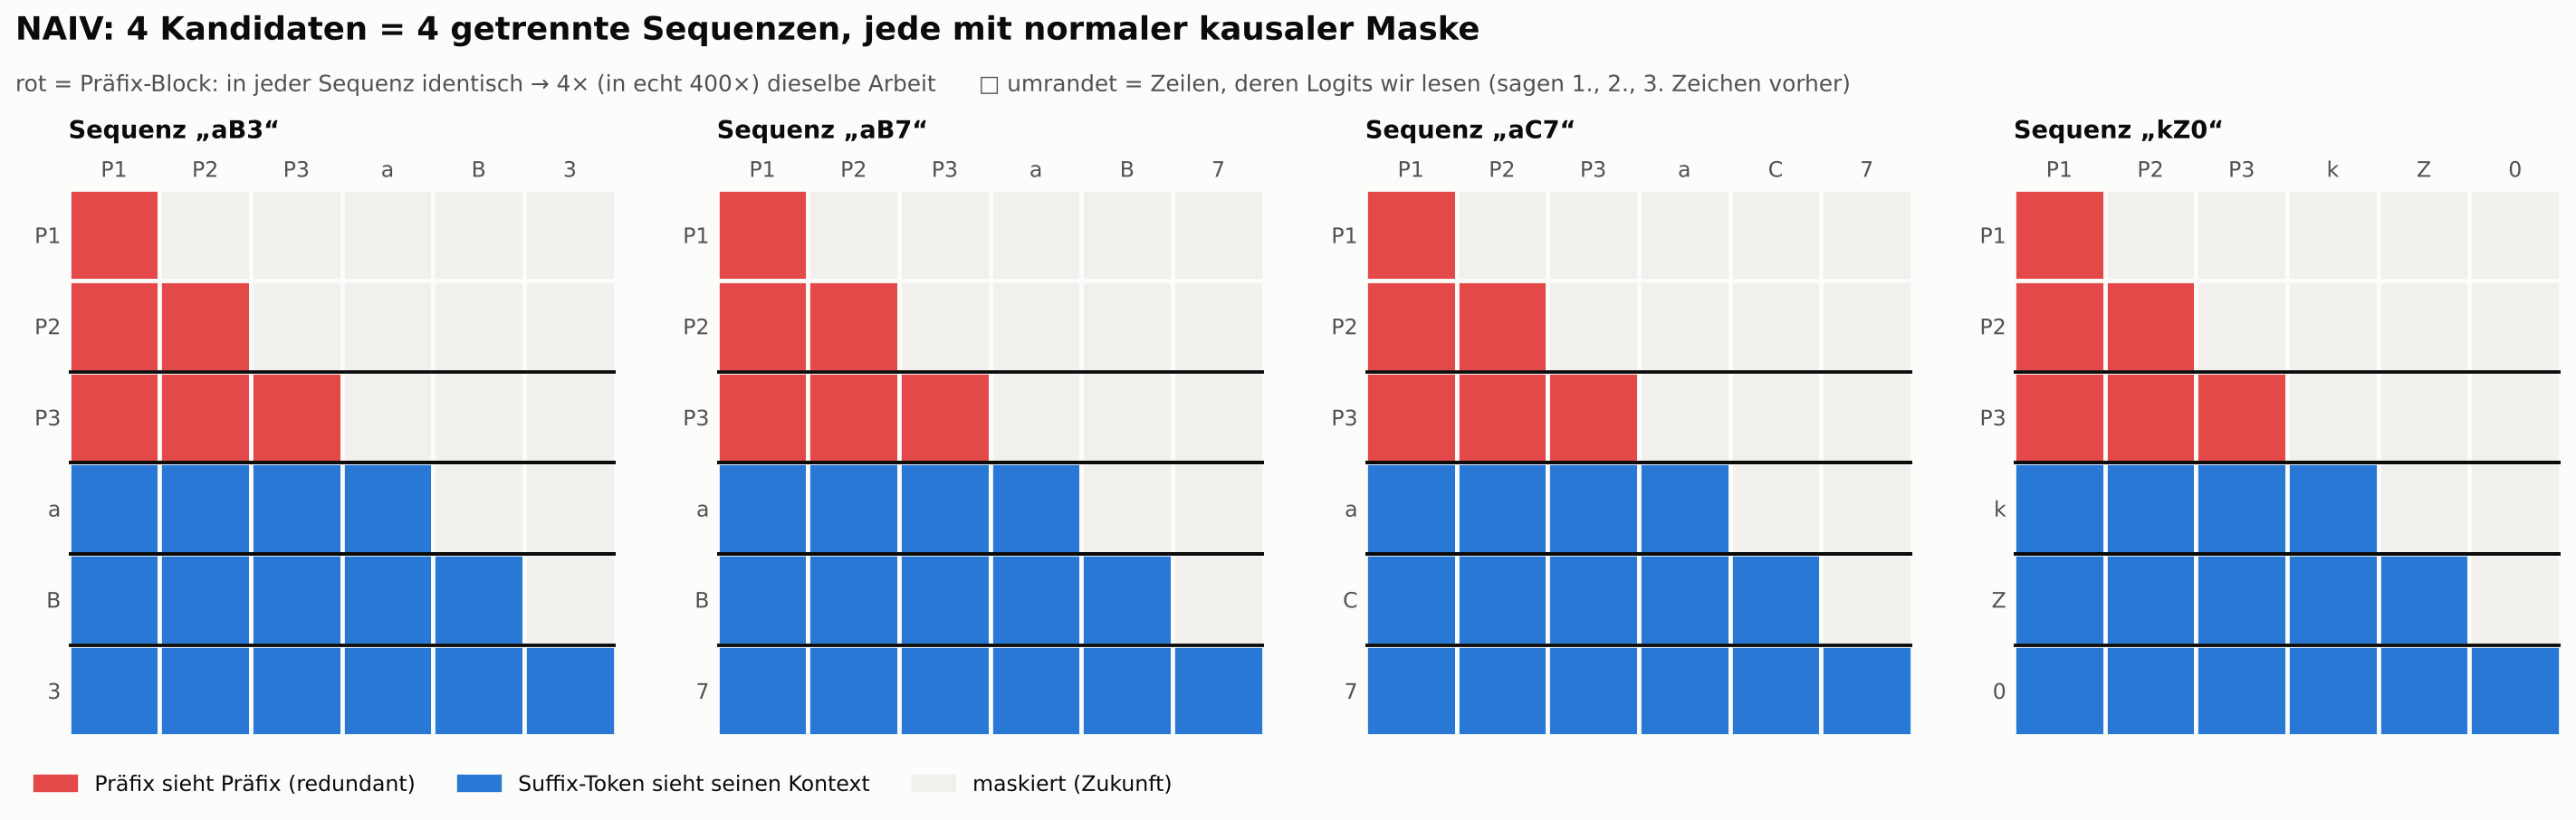 NAIV: 4 Kandidaten = 4 getrennte Sequenzen, jede mit normaler kausaler Maske
rot = Präfix-Block: in jeder Sequenz identisch → 4× (in echt 400×) dieselbe Arbeit □ umrandet = Zeilen, deren Logits wir lesen (sagen 1., 2., 3. Zeichen vorher)
Sequenz „aB3“ Sequenz „aB7“ Sequenz „aC7“ Sequenz „kZ0“
P1 P2 P3 a B 3 P1 P2 P3 a B 7 P1 P2 P3 a C 7 P1 P2 P3 k Z 0
P1 P1 P1 P1
P2 P2 P2 P2
P3 P3 P3 P3
a a a k
B B C Z
3 7 7 0
Präfix sieht Präfix (redundant) Suffix-Token sieht seinen Kontext maskiert (Zukunft)